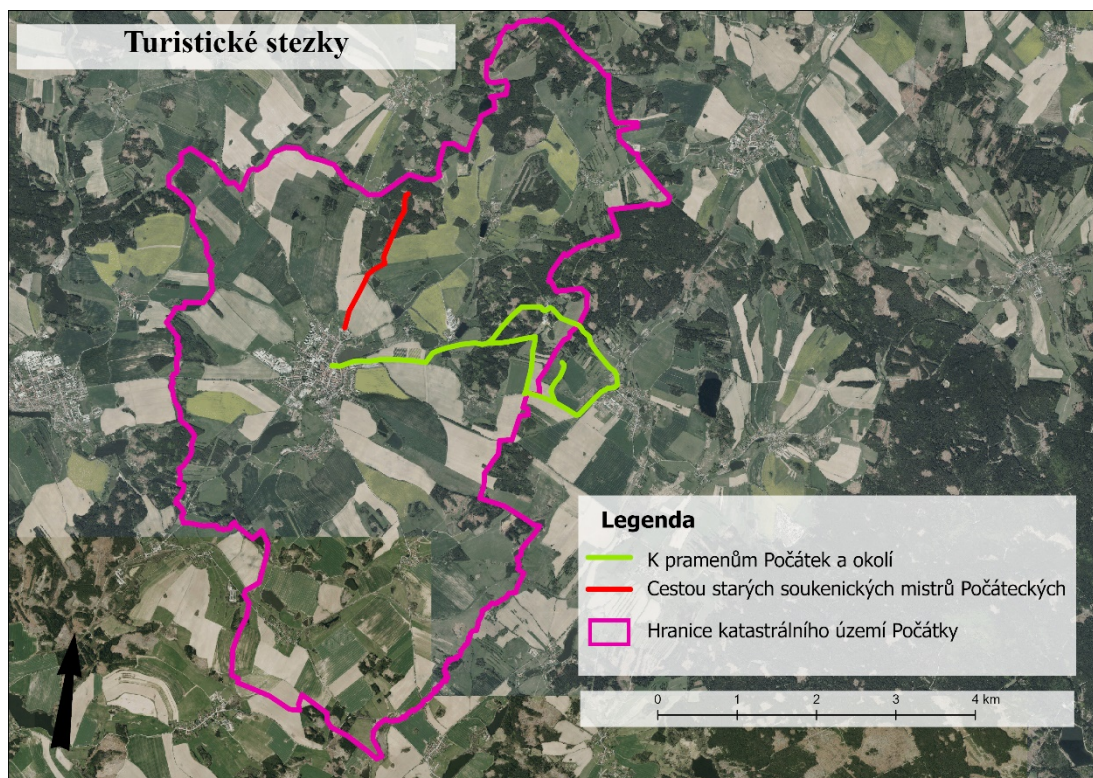 Turistické stezky
Legenda
K pramenům Počátek a okolí
Cestou starých soukenických mistrů Počáteckých
Hranice katastrálního území Počátky
0 1 2 3 4 km